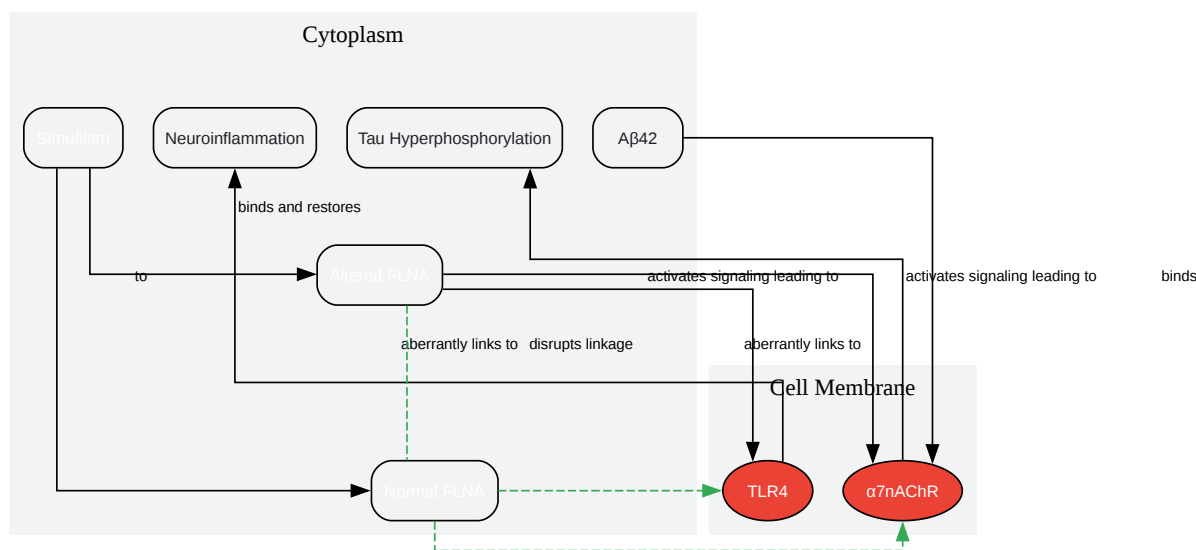 Cytoplasm
Simufilam
Neuroinflammation
Tau Hyperphosphorylation
Aβ42
binds and restores
to
Altered FLNA
activates signaling leading to
activates signaling leading to
binds
aberrantly links to
disrupts linkage
aberrantly links to
Cell Membrane
Normal FLNA
TLR4
α7nAChR